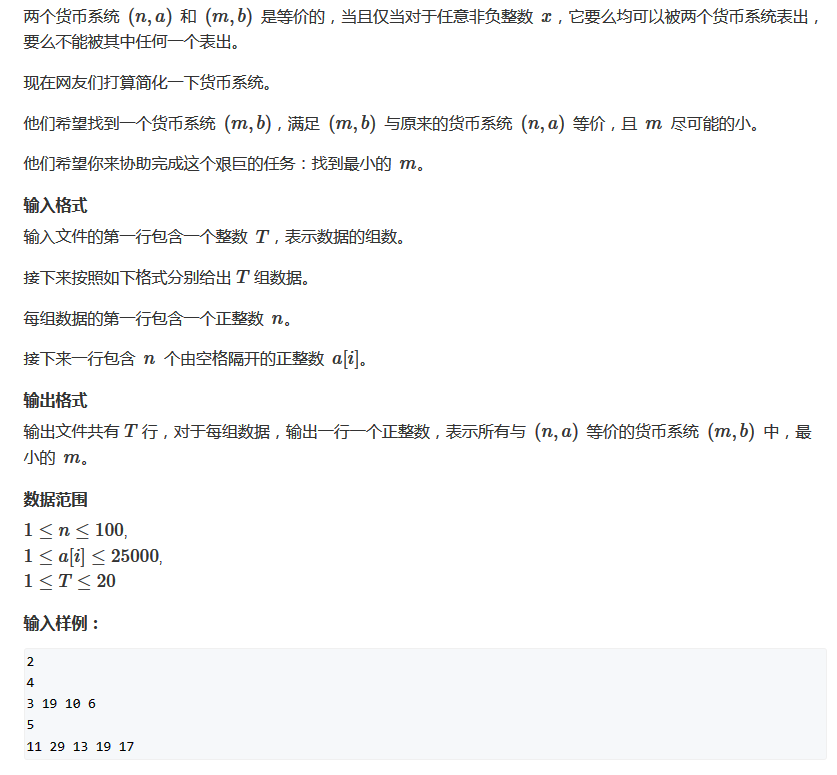 两个货币系统 (n, a) 和 (m, b) 是等价的，当且仅当对于任意非负整数 x，它要么均可以被两个货币系统表出，
要么不能被其中任何一个表出。
现在网友们打算简化一下货币系统。
他们希望找到一个货币系统 (m, b)，满足 (m, b) 与原来的货币系统 (n, a) 等价，且 m 尽可能的小。
他们希望你来协助完成这个艰巨的任务：找到最小的 m。
输入格式
输入文件的第一行包含一个整数 T，表示数据的组数。
接下来按照如下格式分别给出 T 组数据。
每组数据的第一行包含一个正整数 n。
接下来一行包含 n 个由空格隔开的正整数 a[i]。
输出格式
输出文件共有 T 行，对于每组数据，输出一行一个正整数，表示所有与 (n, a) 等价的货币系统 (m, b) 中，最
小的 m。
数据范围
1 ≤ n ≤ 100,
1 ≤ a[i] ≤ 25000,
1 ≤ T ≤ 20
输入样例：
2
4
3 19 10 6
5
11 29 13 19 17